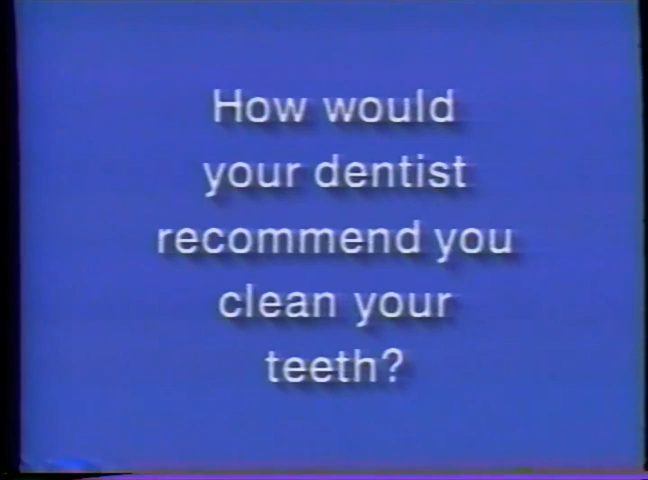 How would
your dentist
recommend you
clean your
teeth?